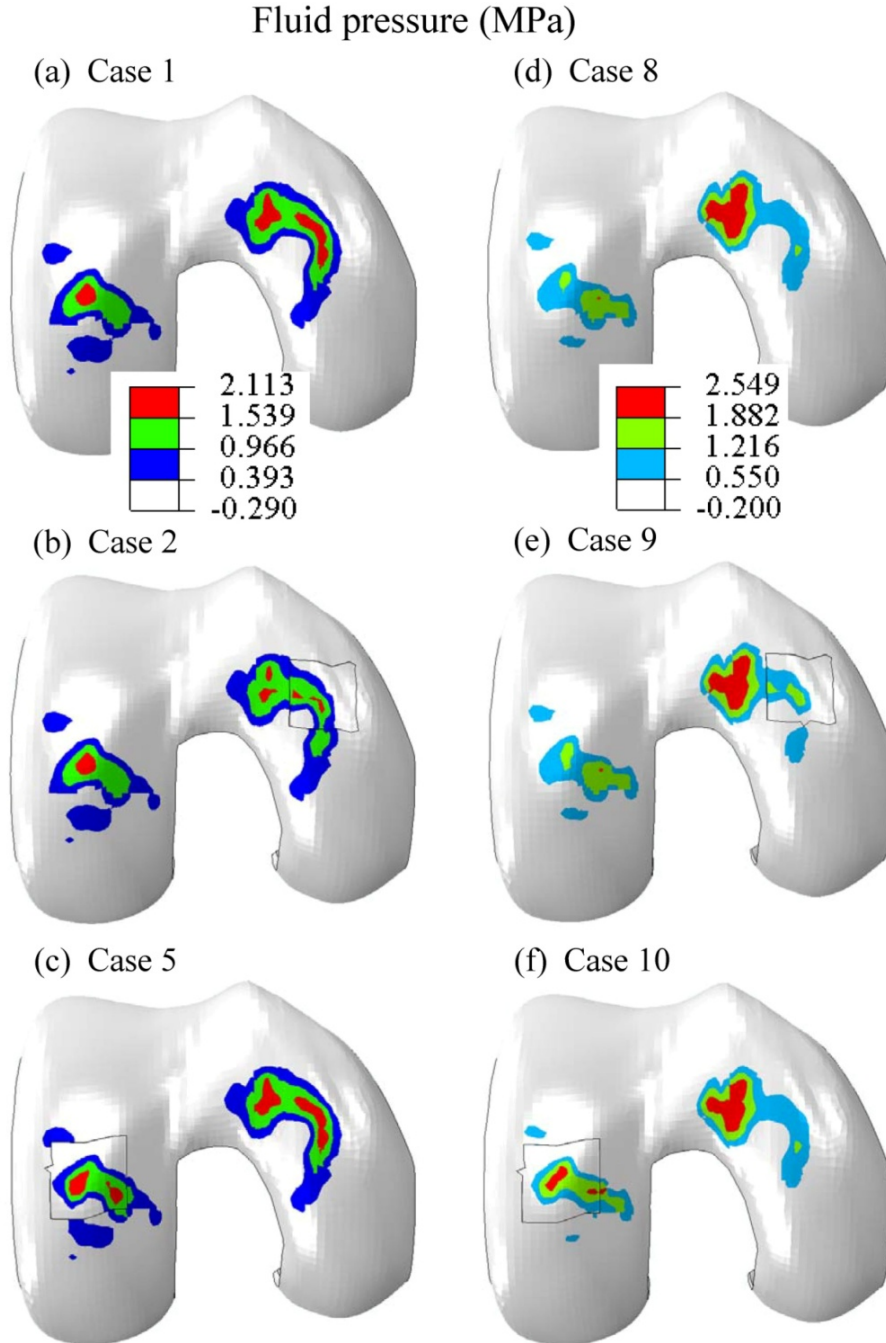 Fluid pressure (MPa)
(a) Case 1
(d) Case 8
2.113
1.539
0.966
0.393
-0.290
2.549
1.882
1.216
0.550
-0.200
(b) Case 2
(e) Case 9
(c) Case 5
(f) Case 10